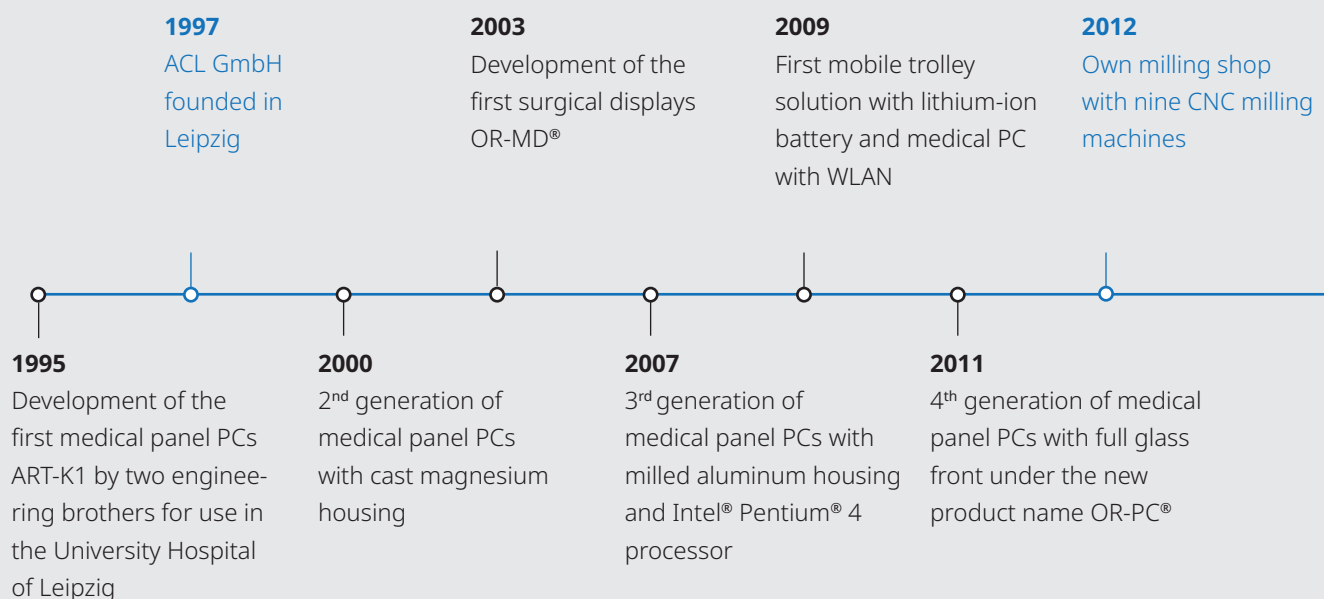 1997
ACL GmbH
founded in
Leipzig
2003
Development of the
first surgical displays
OR-MD®
2009
First mobile trolley
solution with lithium-ion
battery and medical PC
with WLAN
2012
Own milling shop
with nine CNC milling
machines
1995
Development of the
first medical panel PCs
ART-K1 by two enginee-
ring brothers for use in
the University Hospital
of Leipzig
2000
2nd generation of
medical panel PCs
with cast magnesium
housing
2007
3rd generation of
medical panel PCs with
milled aluminum housing
and Intel® Pentium® 4
processor
2011
4th generation of medical
panel PCs with full glass
front under the new
product name OR-PC®